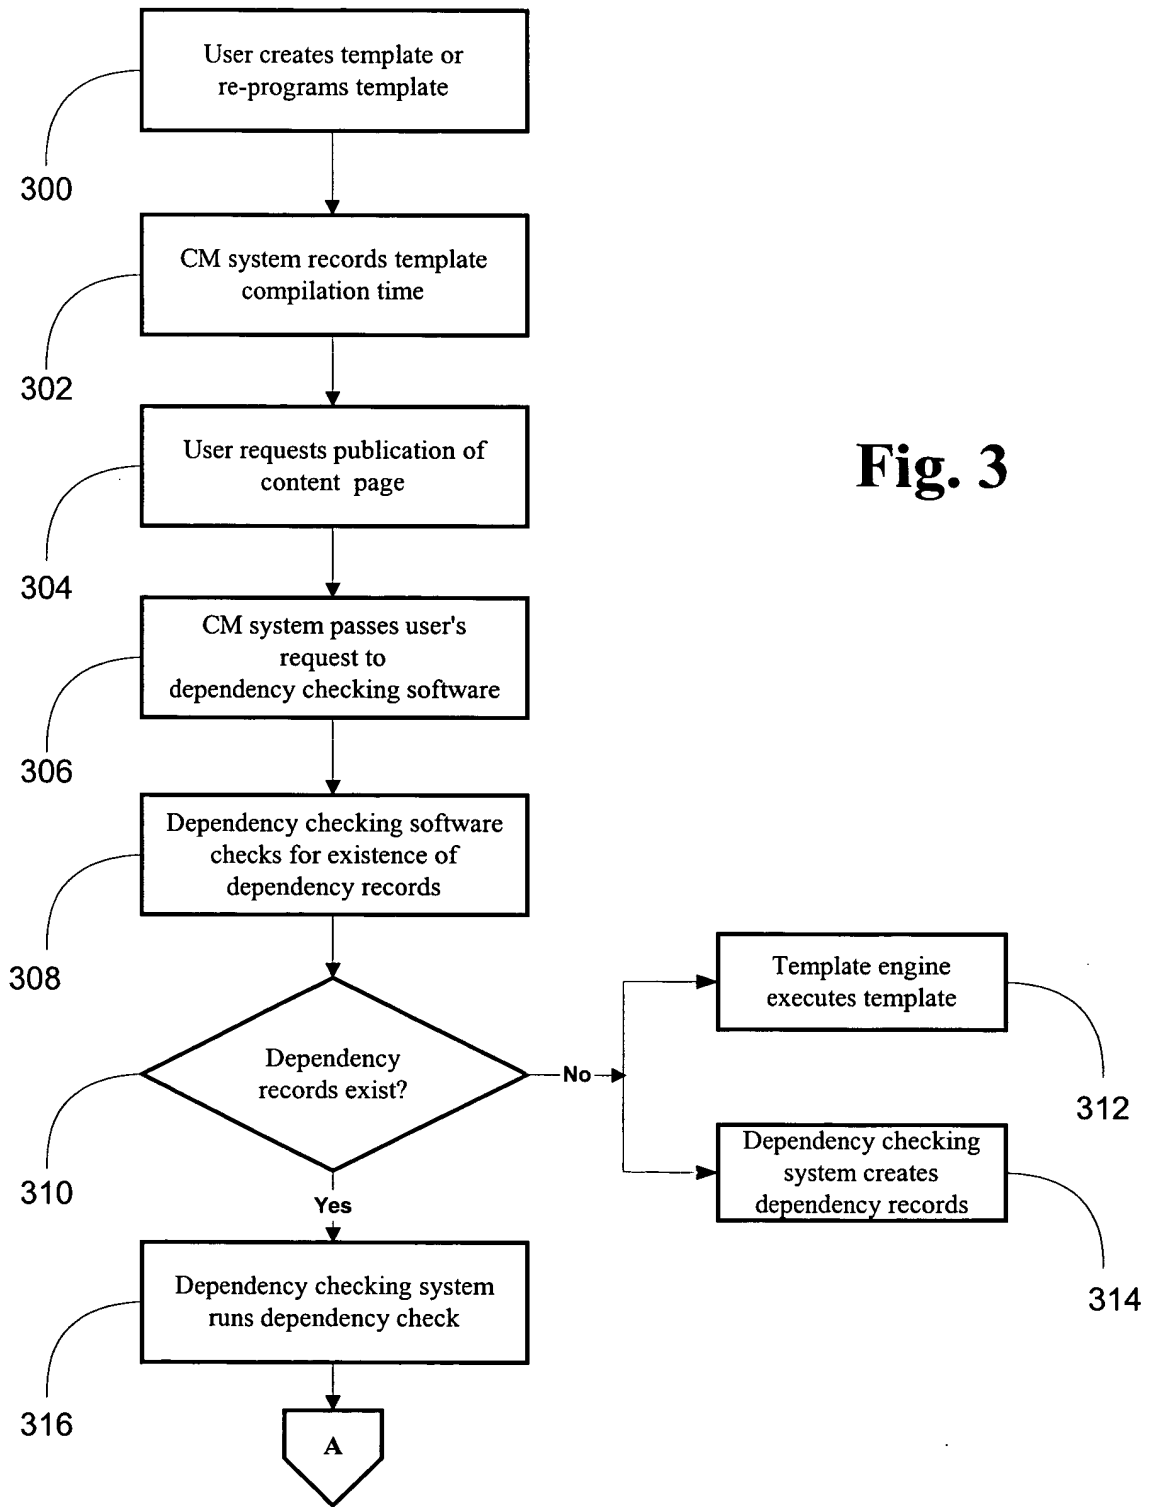 User creates template or
re-programs template
300
CM system records template
compilation time
302
User requests publication of
content page
304
Fig. 3
CM system passes user's
request to
dependency checking software
306
Dependency checking software
checks for existence of
dependency records
308
Dependency
records exist?
310
No
Template engine
executes template
312
Dependency checking
system creates
dependency records
314
Yes
Dependency checking system
runs dependency check
316
A